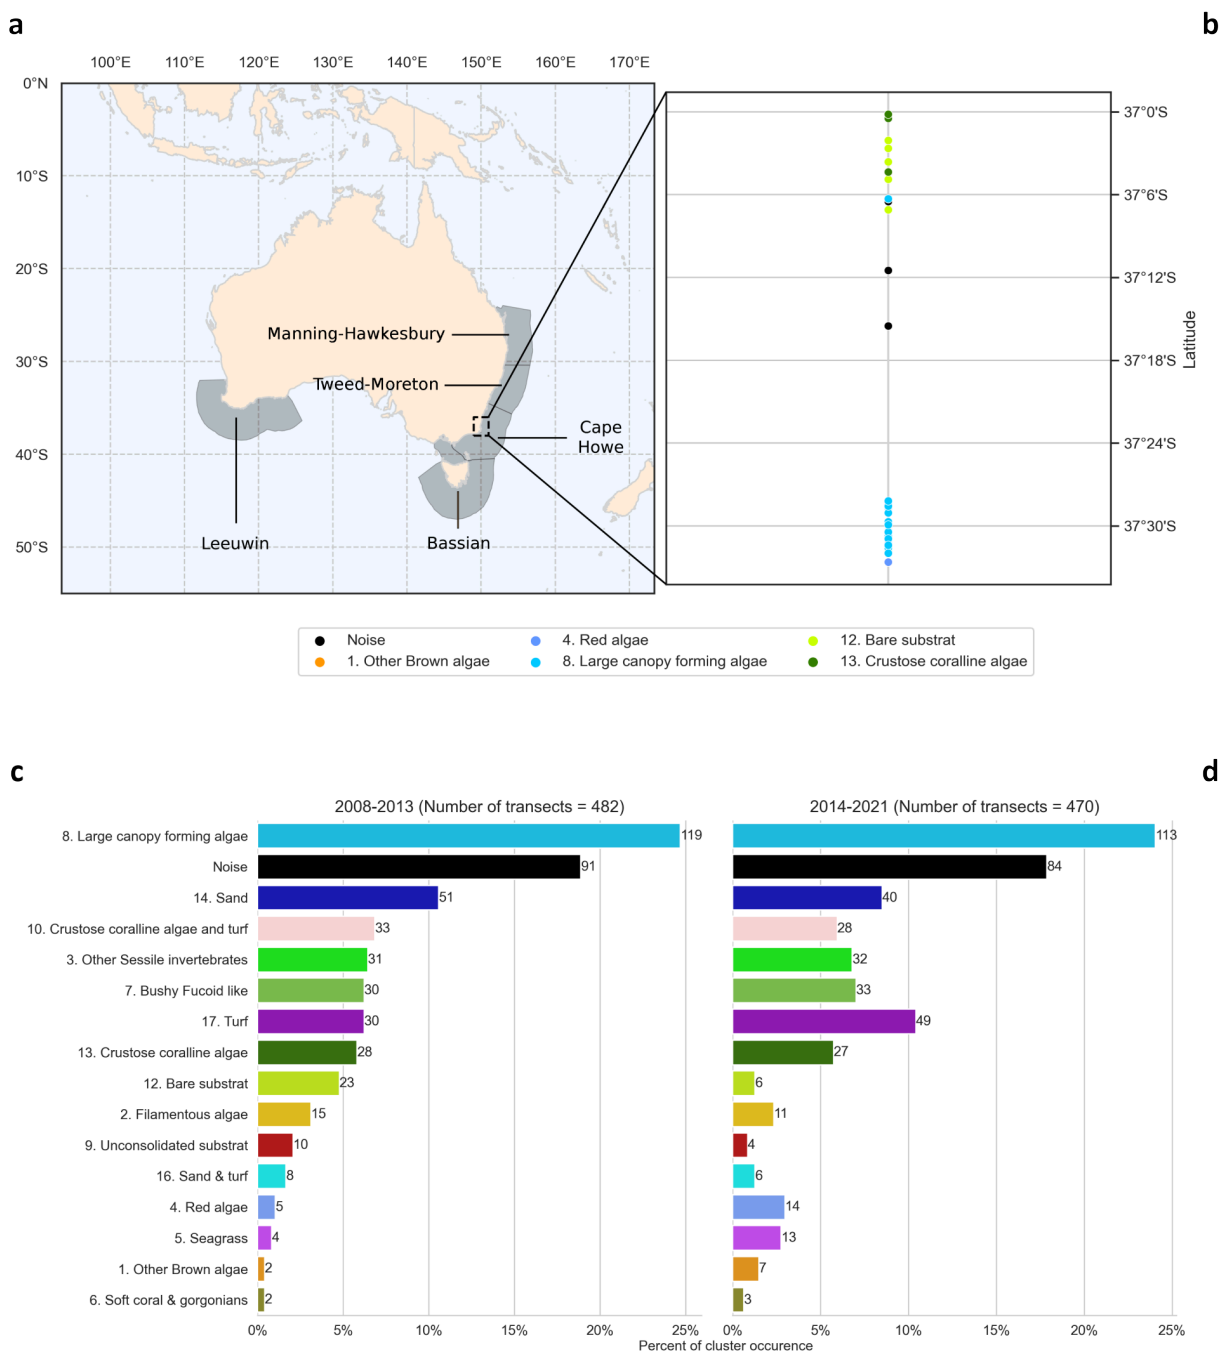 a
b
100°E 110°E 120°E 130°E 140°E 150°E 160°E 170°E
0°N
10°S
20°S
30°S
40°S
50°S
Manning-Hawkesbury
Tweed-Moreton
Cape
Howe
Leeuwin
Bassian
37°0'S
37°6'S
37°12'S
37°18'S
37°24'S
37°30'S
Latitude
Noise
4. Red algae
12. Bare substrat
1. Other Brown algae
8. Large canopy forming algae
13. Crustose coralline algae
c
d
2008-2013 (Number of transects = 482)
2014-2021 (Number of transects = 470)
8. Large canopy forming algae 119 113
Noise 91 84
14. Sand 51 40
10. Crustose coralline algae and turf 33 28
3. Other Sessile invertebrates 31 32
7. Bushy Fucoid like 30 33
17. Turf 30 49
13. Crustose coralline algae 28 27
12. Bare substrat 23 6
2. Filamentous algae 15 11
9. Unconsolidated substrat 10 4
16. Sand & turf 8 6
4. Red algae 5 14
5. Seagrass 4 13
1. Other Brown algae 2 7
6. Soft coral & gorgonians 2 3
0% 5% 10% 15% 20% 25% 0% 5% 10% 15% 20% 25%
Percent of cluster occurence